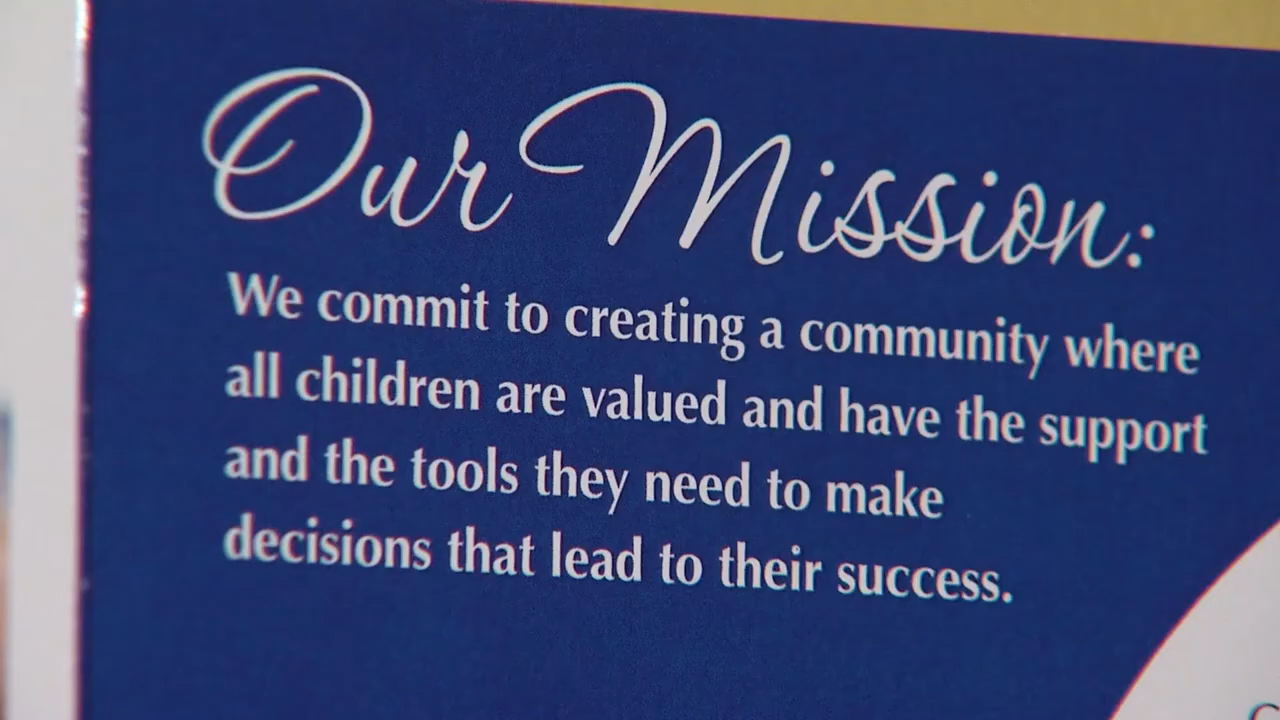 Our Mission:
We commit to creating a community where
all children are valued and have the support
and the tools they need to make
decisions that lead to their success.